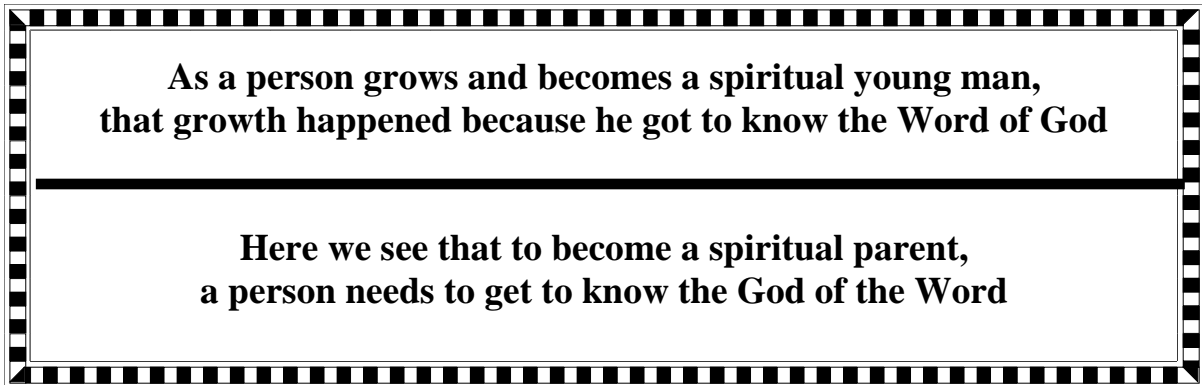 As a person grows and becomes a spiritual young man,
that growth happened because he got to know the Word of God
Here we see that to become a spiritual parent,
a person needs to get to know the God of the Word